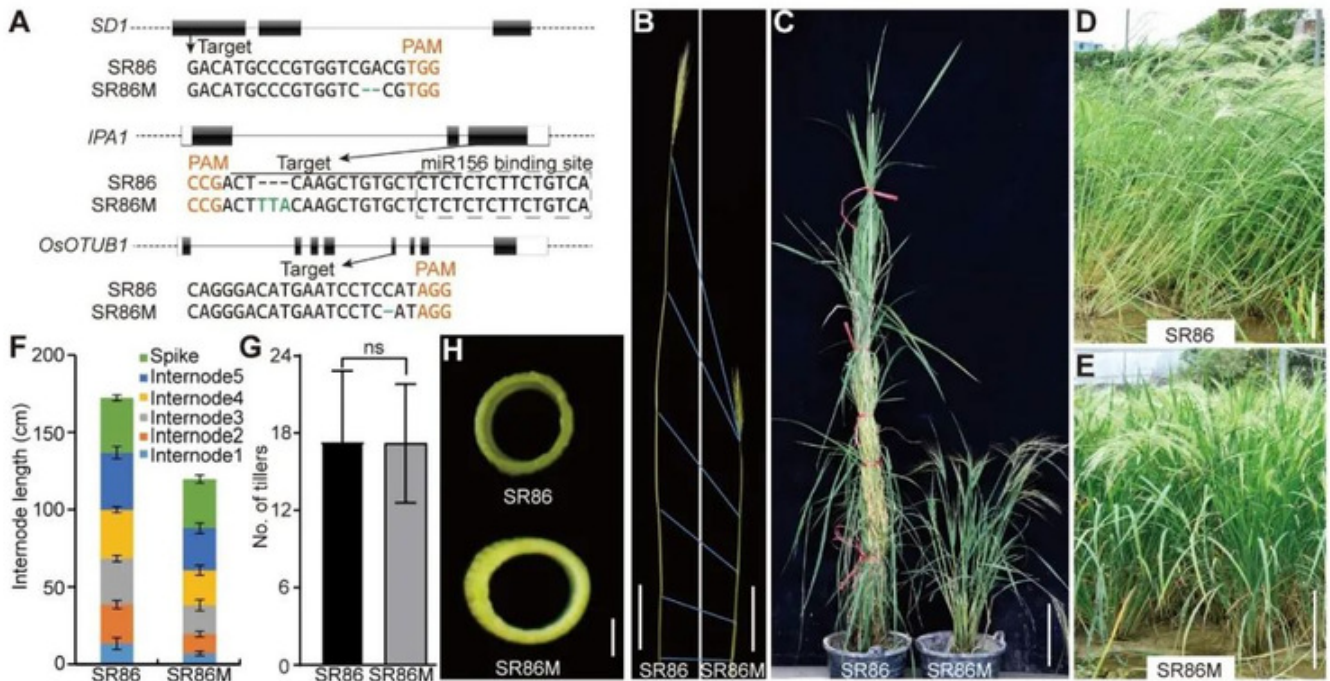 A
SD1
Target
PAM
SR86
GACATGCCCGTGGTCGACGTGG
SR86M
GACATGCCCGTGGTC--CGTGG
IPA1
PAM
Target
miR156 binding site
SR86
CCGACT---CAAGCTGTGCTCTCTCTCTTCTGTCA
SR86M
CCGACTTTACAAGCTGTGCTCTCTCTCTTCTGTCA
OsOTUB1
Target
PAM
SR86
CAGGGACATGAATCCTCCATAGG
SR86M
CAGGGACATGAATCCTC-ATAGG
B
SR86
SR86M
C
SR86
SR86M
D
SR86
E
SR86M
F
Internode length (cm)
200
150
100
50
0
Spike
Internode5
Internode4
Internode3
Internode2
Internode1
SR86
SR86M
G
No. of tillers
24
18
12
6
0
ns
SR86
SR86M
H
SR86
SR86M